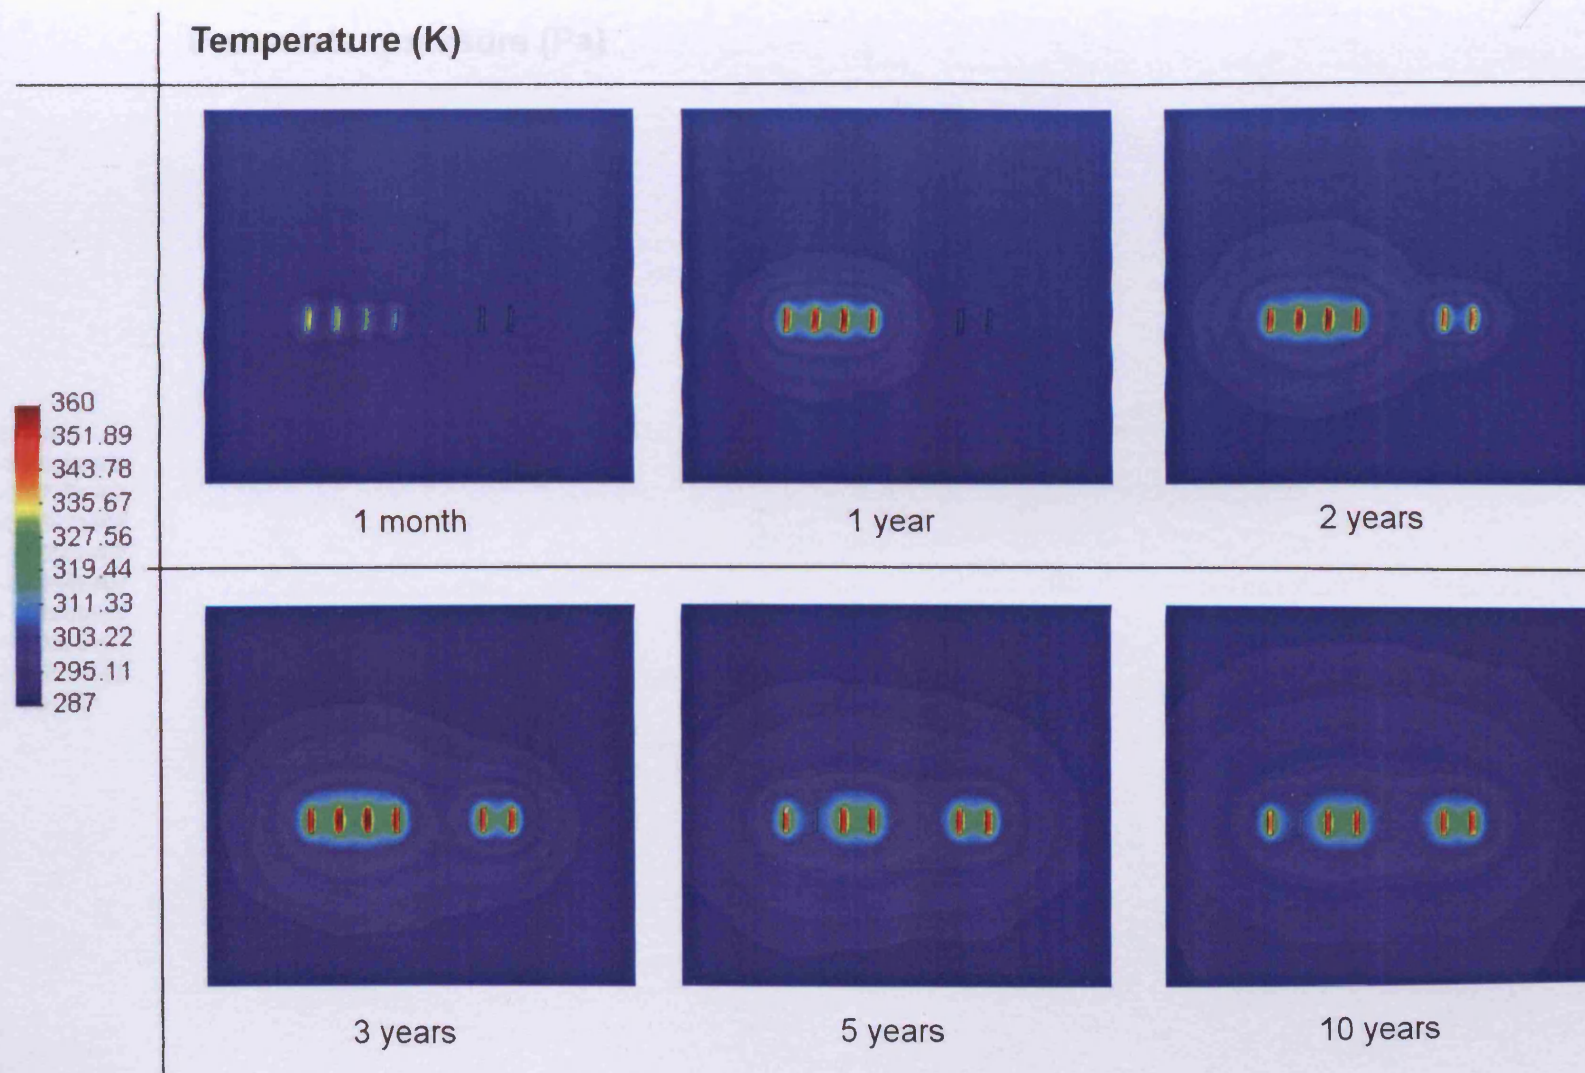 Temperature (K)
1 month
1 year
2 years
360
351.89
343.78
335.67
327.56
319.44
311.33
303.22
295.11
287
3 years
5 years
10 years